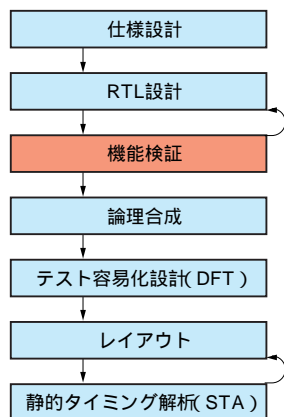 仕様設計
RTL設計
機能検証
論理合成
テスト容易化設計(DFT)
レイアウト
静的タイミング解析(STA)